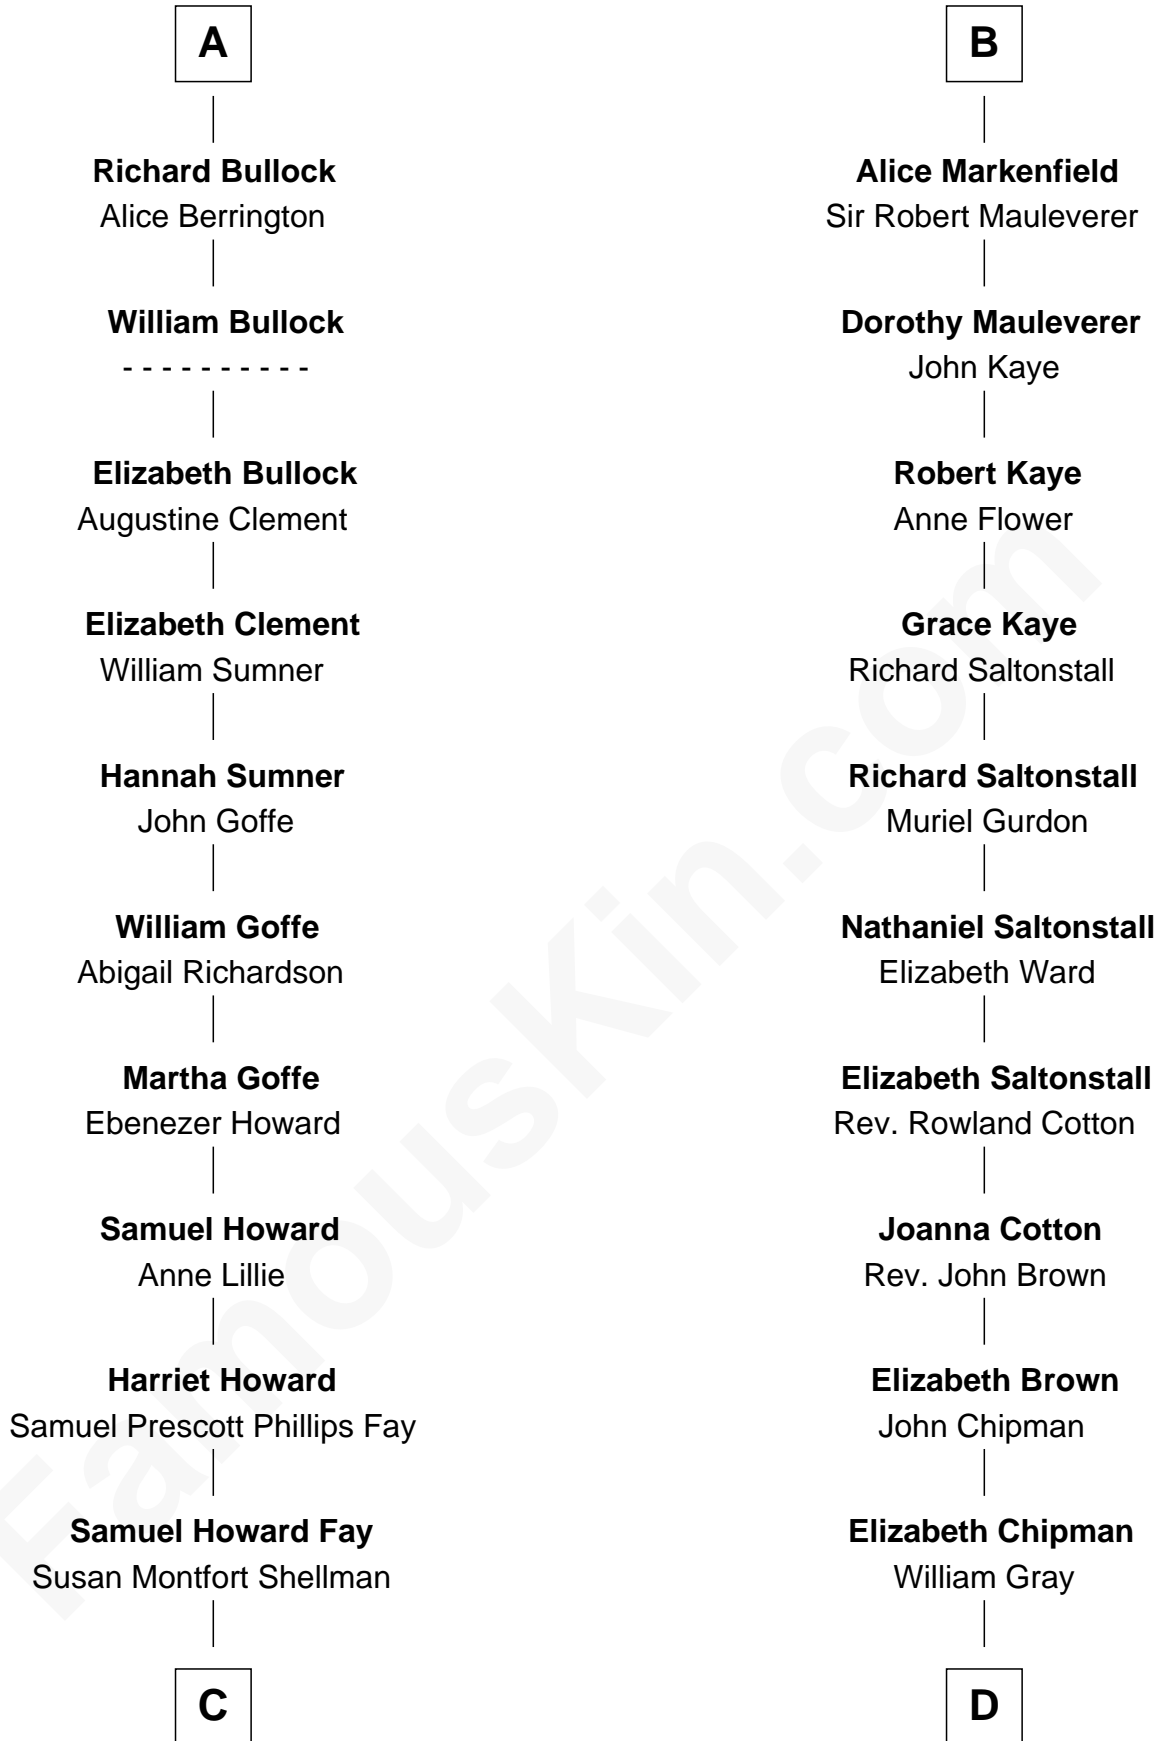 A
Richard Bullock
Alice Berrington
William Bullock
- - - - - - - - - -
Elizabeth Bullock
Augustine Clement
Elizabeth Clement
William Sumner
Hannah Sumner
John Goffe
William Goffe
Abigail Richardson
Martha Goffe
Ebenezer Howard
Samuel Howard
Anne Lillie
Harriet Howard
Samuel Prescott Phillips Fay
Samuel Howard Fay
Susan Montfort Shellman
C
B
Alice Markenfield
Sir Robert Mauleverer
Dorothy Mauleverer
John Kaye
Robert Kaye
Anne Flower
Grace Kaye
Richard Saltonstall
Richard Saltonstall
Muriel Gurdon
Nathaniel Saltonstall
Elizabeth Ward
Elizabeth Saltonstall
Rev. Rowland Cotton
Joanna Cotton
Rev. John Brown
Elizabeth Brown
John Chipman
Elizabeth Chipman
William Gray
D
FamousKin.com